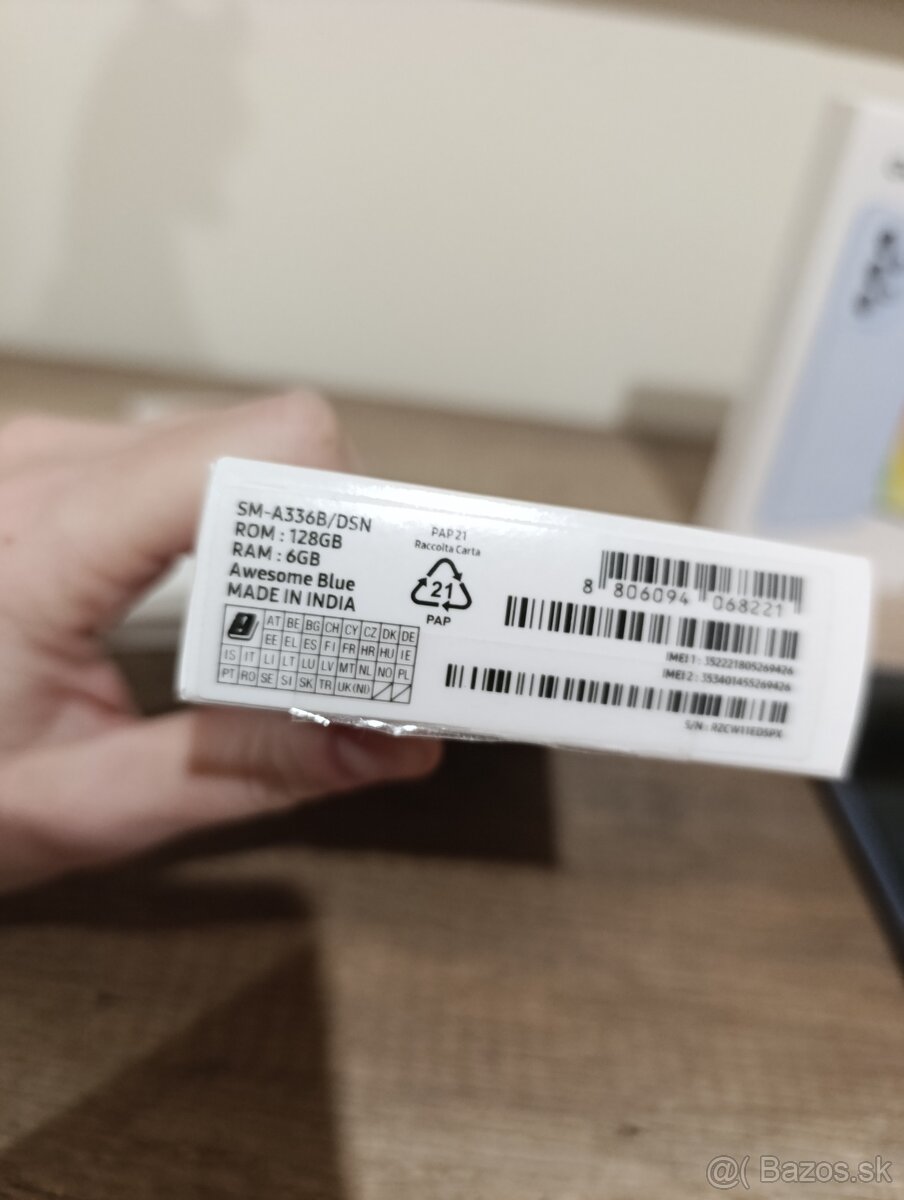 SM-A336B/DSN
ROM : 128GB
RAM : 6GB
Awesome Blue
MADE IN INDIA
AT BE BG CH CY CZ DK DE
EE EL ES FI FR HR HU IE
IS IT LI LT LU LV MT NL NO PL
PT RO SE SI SK TR UK(NI)
PAP 21
Raccolta Carta
21
PAP
8 806094 068221
IMEI 1 : 352221805269426
IMEI 2 : 353401455269426
S/N :
@( Bazos.sk